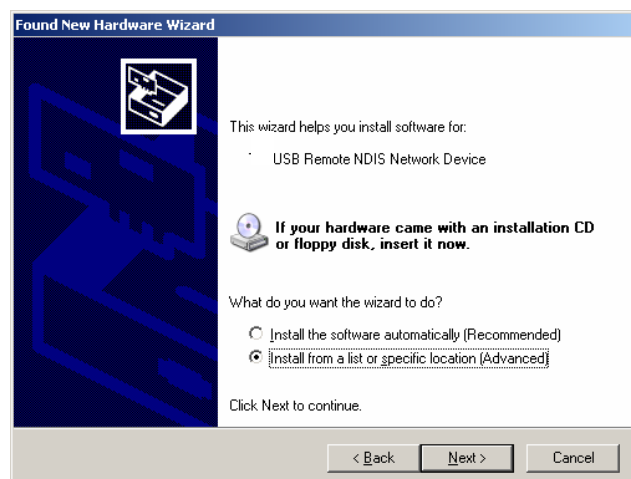 Found New Hardware Wizard
This wizard helps you install software for:
USB Remote NDIS Network Device
If your hardware came with an installation CD
or floppy disk, insert it now.
What do you want the wizard to do?
Install the software automatically (Recommended)
Install from a list or specific location (Advanced)
Click Next to continue.
< Back Next > Cancel